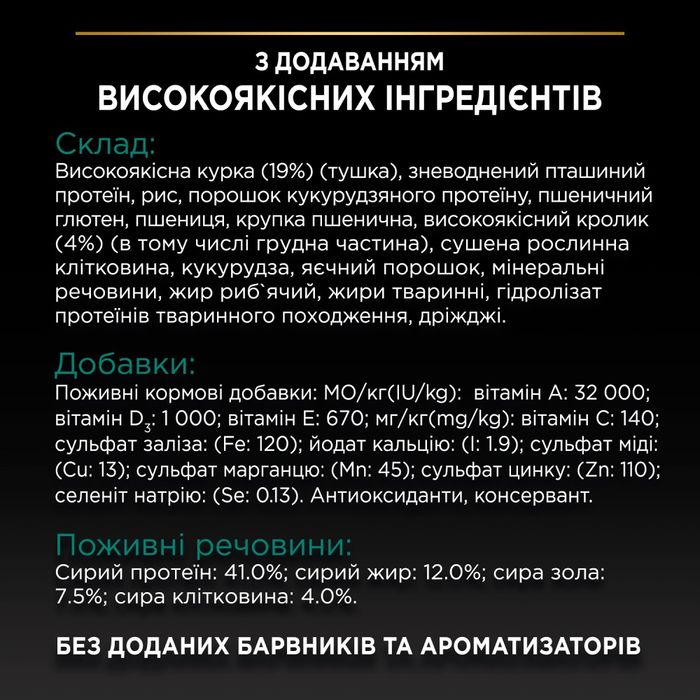 З ДОДАВАННЯМ
ВИСОКОЯКІСНИХ ІНГРЕДІЄНТІВ
Склад:
Високоякісна курка (19%) (тушка), зневоднений пташиний
протеїн, рис, порошок кукурудзяного протеїну, пшеничний
глютен, пшениця, крупка пшенична, високоякісний кролик
(4%) (в тому числі грудна частина), сушена рослинна
клітковина, кукурудза, яєчний порошок, мінеральні
речовини, жир риб`ячий, жири тваринні, гідролізат
протеїнів тваринного походження, дріжджі.
Добавки:
Поживні кормові добавки: МО/кг(IU/kg): вітамін А: 32 000;
вітамін D₃: 1 000; вітамін Е: 670; мг/кг(mg/kg): вітамін С: 140;
сульфат заліза: (Fe: 120); йодат кальцію: (I: 1.9); сульфат міді:
(Cu: 13); сульфат марганцю: (Mn: 45); сульфат цинку: (Zn: 110);
селеніт натрію: (Se: 0.13). Антиоксиданти, консервант.
Поживні речовини:
Сирий протеїн: 41.0%; сирий жир: 12.0%; сира зола:
7.5%; сира клітковина: 4.0%.
БЕЗ ДОДАНИХ БАРВНИКІВ ТА АРОМАТИЗАТОРІВ